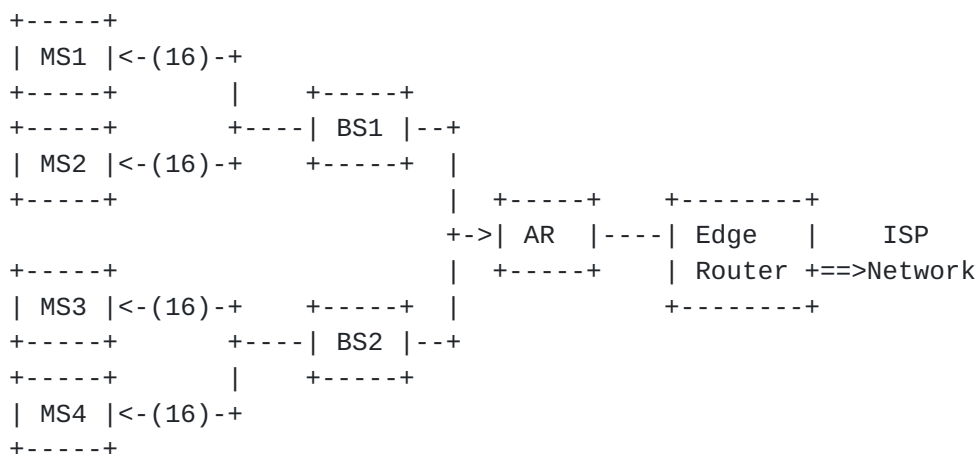 +-----+
| MS1 |<-(16)-+
+-----+       |    +-----+
+-----+       +----| BS1 |--+
| MS2 |<-(16)-+    +-----+  |
+-----+                     |  +-----+    +--------+
                            +->| AR  |----| Edge   |    ISP
+-----+                     |  +-----+    | Router +==>Network
| MS3 |<-(16)-+    +-----+  |             +--------+
+-----+       +----| BS2 |--+
+-----+       |    +-----+
| MS4 |<-(16)-+
+-----+